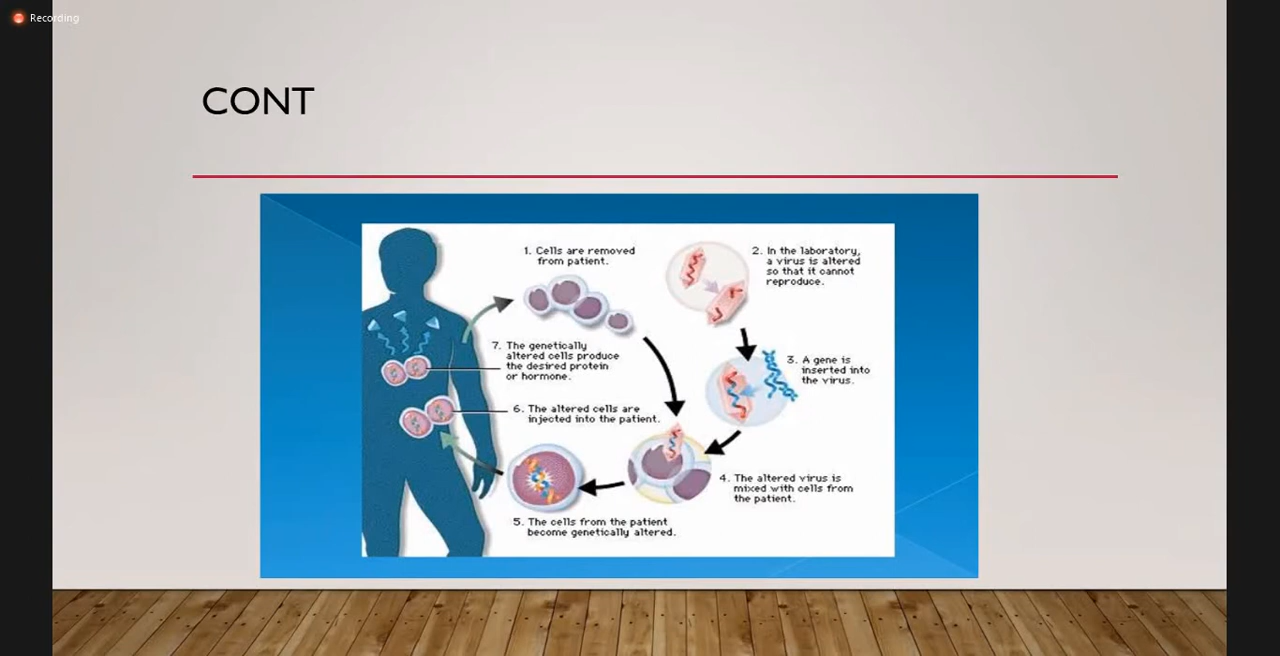 Recording
CONT
1. Cells are removed
from patient.
2. In the laboratory,
a virus is altered
so that it cannot
reproduce.
3. A gene is
inserted into
the virus.
4. The altered virus is
mixed with cells from
the patient.
5. The cells from the patient
become genetically altered.
6. The altered cells are
injected into the patient.
7. The genetically
altered cells produce
the desired protein
or hormone.